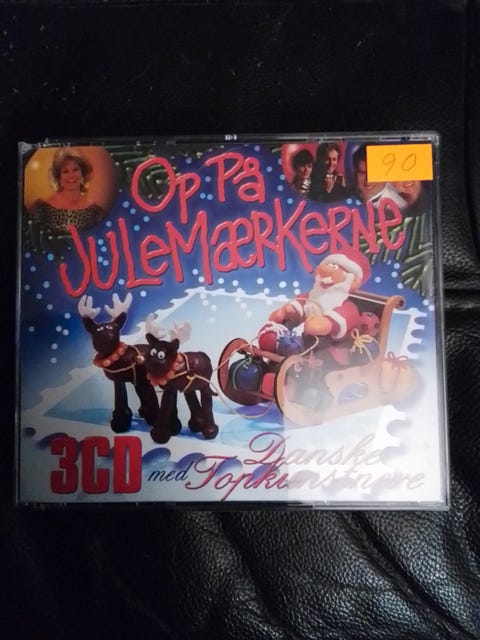 Op På
90
JULEMÆRKERNE
3CD med Danske
Topkunstnere